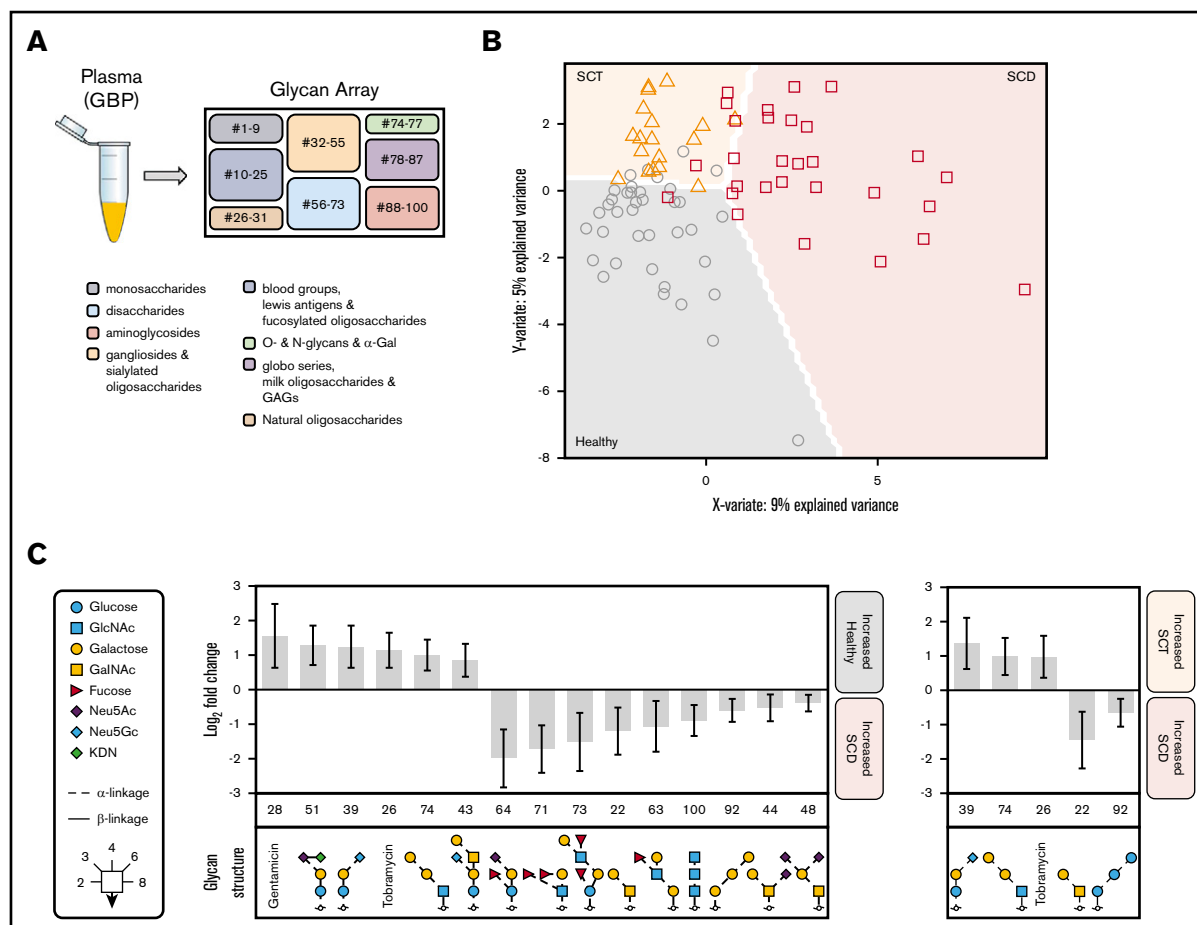 A
Plasma
(GBP)
Glycan Array
#1-9
#10-25
#26-31
#32-55
#56-73
#74-77
#78-87
#88-100
monosaccharides
disaccharides
aminoglycosides
gangliosides &
sialylated
oligosaccharides
blood groups,
lewis antigens &
fucosylated oligosaccharides
O- & N-glycans & α-Gal
globo series,
milk oligosaccharides &
GAGs
Natural oligosaccharides
B
SCT
SCD
Healthy
2
0
-2
-4
-6
-8
0 5
Y-variate: 5% explained variance
X-variate: 9% explained variance
C
Glucose
GlcNAc
Galactose
GalNAc
Fucose
Neu5Ac
Neu5Gc
KDN
α-linkage
β-linkage
4
3 6
2 8
Log2 fold change
3
2
1
0
-1
-2
-3
28 51 39 26 74 43 64 71 73 22 63 100 92 44 48
Glycan
structure
Gentamicin
Tobramycin
Increased
Healthy
Increased
SCD
3
2
1
0
-1
-2
-3
39 74 26 22 92
Tobramycin
Increased
SCT
Increased
SCD